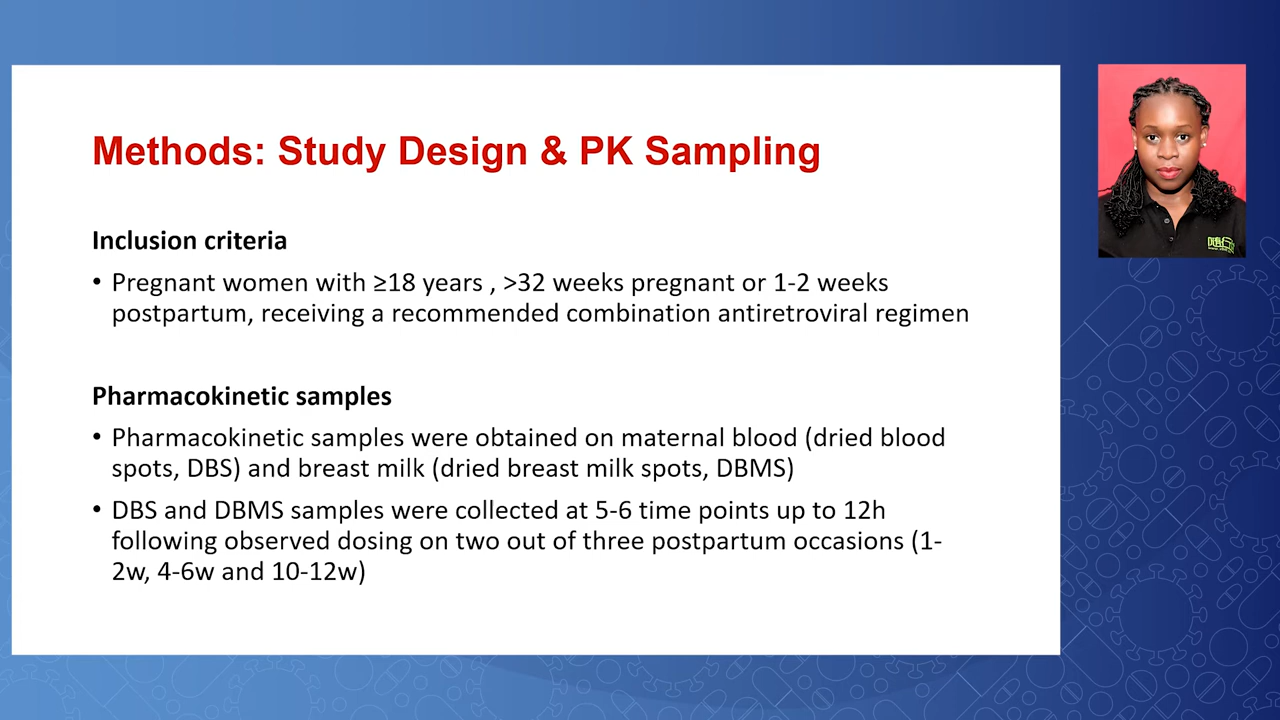 Methods: Study Design & PK Sampling
Inclusion criteria
• Pregnant women with ≥18 years , >32 weeks pregnant or 1-2 weeks
postpartum, receiving a recommended combination antiretroviral regimen
Pharmacokinetic samples
• Pharmacokinetic samples were obtained on maternal blood (dried blood
spots, DBS) and breast milk (dried breast milk spots, DBMS)
• DBS and DBMS samples were collected at 5-6 time points up to 12h
following observed dosing on two out of three postpartum occasions (1-
2w, 4-6w and 10-12w)